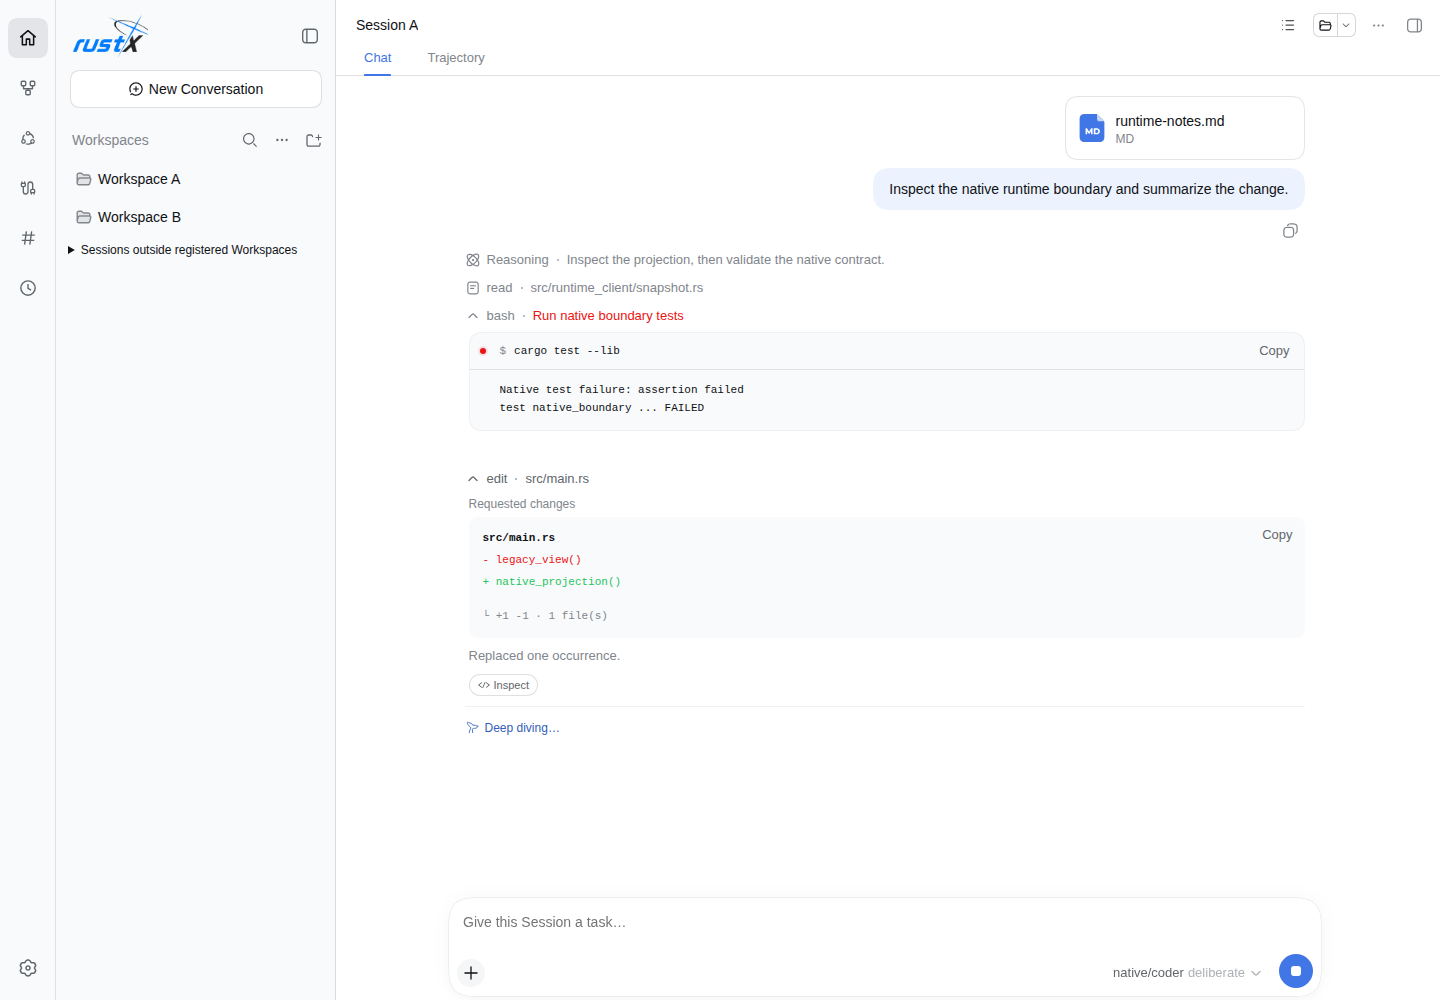 rustX
New Conversation
Workspaces
Workspace A
Workspace B
Sessions outside registered Workspaces
Session A
Chat
Trajectory
MD
runtime-notes.md
MD
Inspect the native runtime boundary and summarize the change.
Reasoning · Inspect the projection, then validate the native contract.
read · src/runtime_client/snapshot.rs
bash · Run native boundary tests
$ cargo test --lib
Copy
Native test failure: assertion failed
test native_boundary ... FAILED
edit · src/main.rs
Requested changes
src/main.rs
Copy
- legacy_view()
+ native_projection()
└ +1 -1 · 1 file(s)
Replaced one occurrence.
Inspect
Deep diving…
Give this Session a task…
native/coder deliberate